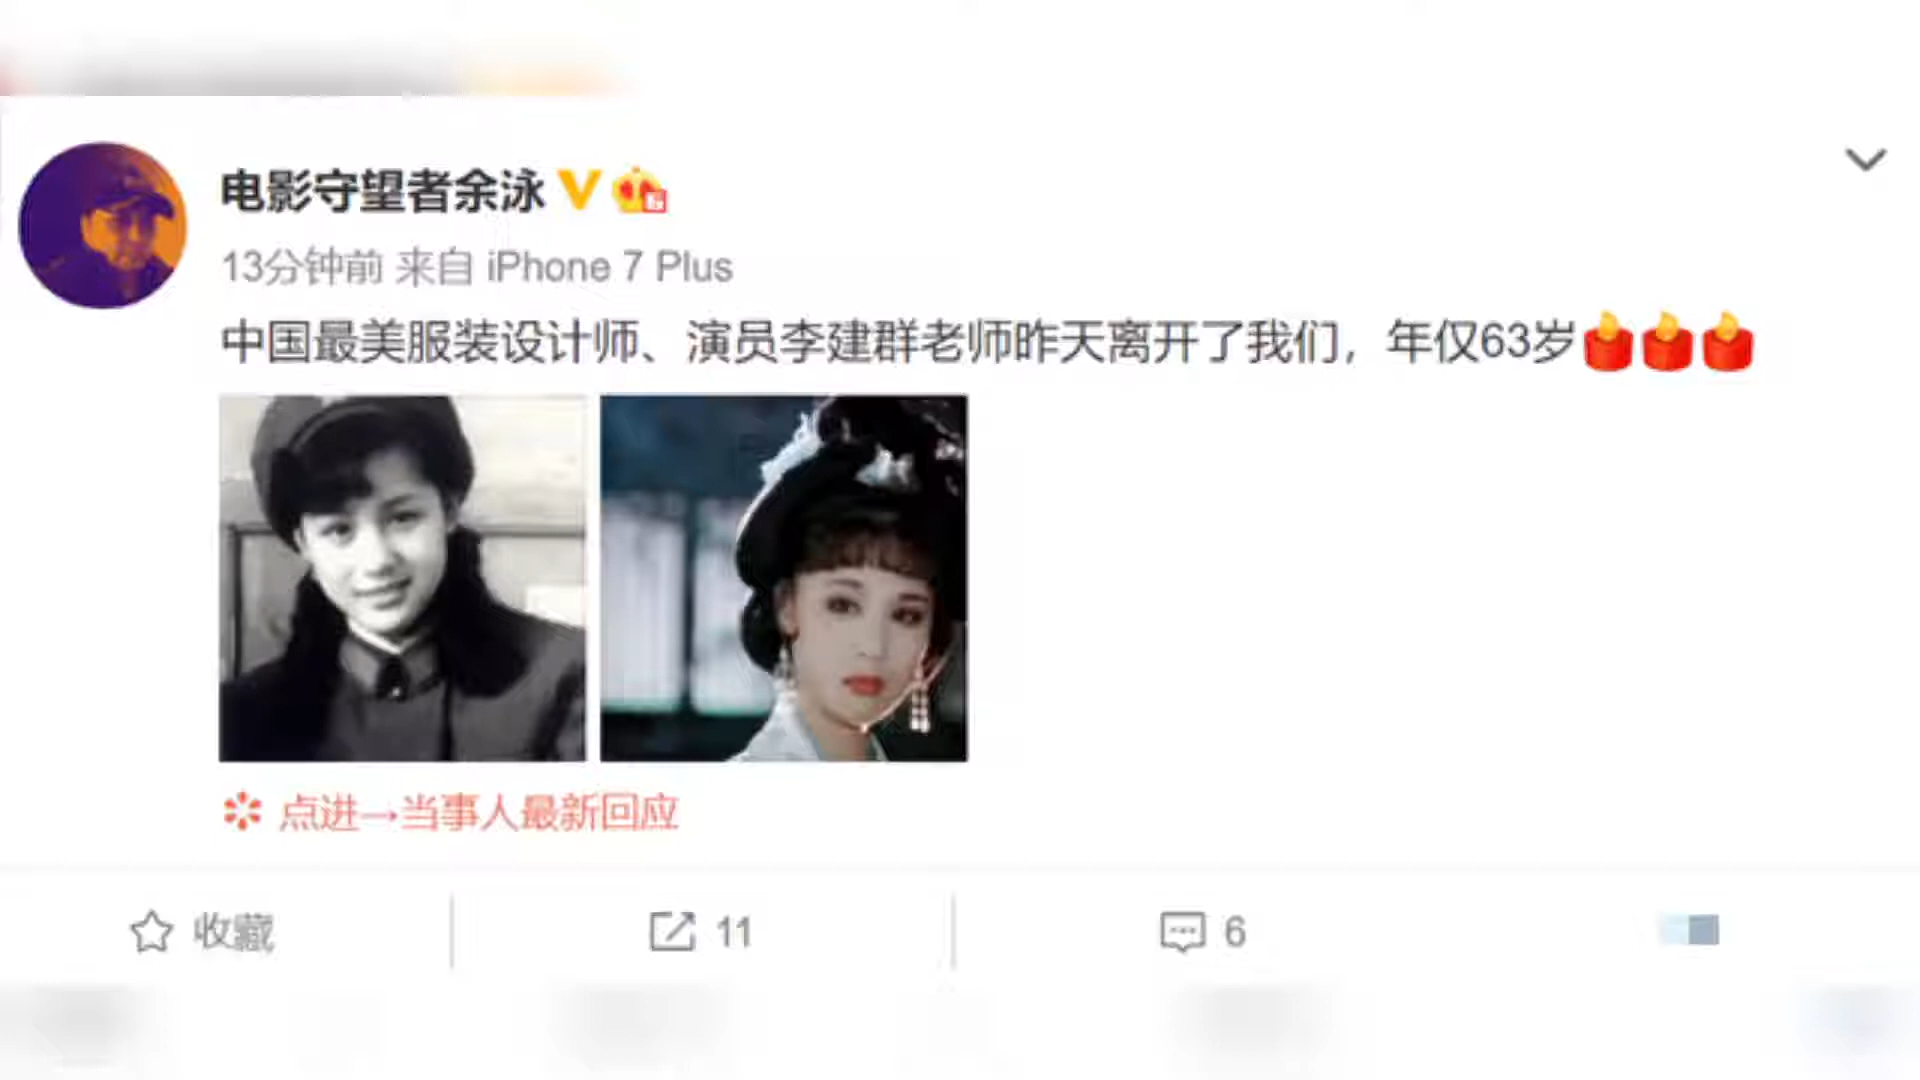 电影守望者余泳
13分钟前 来自 iPhone 7 Plus
中国最美服装设计师、演员李建群老师昨天离开了我们，年仅63岁
点进→当事人最新回应
收藏
11
6